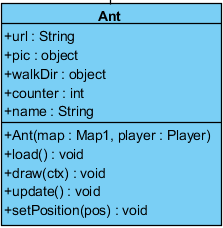 Ant
+url : String
+pic : object
+walkDir : object
+counter : int
+name : String
+Ant(map : Map1, player : Player)
+load() : void
+draw(ctx) : void
+update() : void
+setPosition(pos) : void